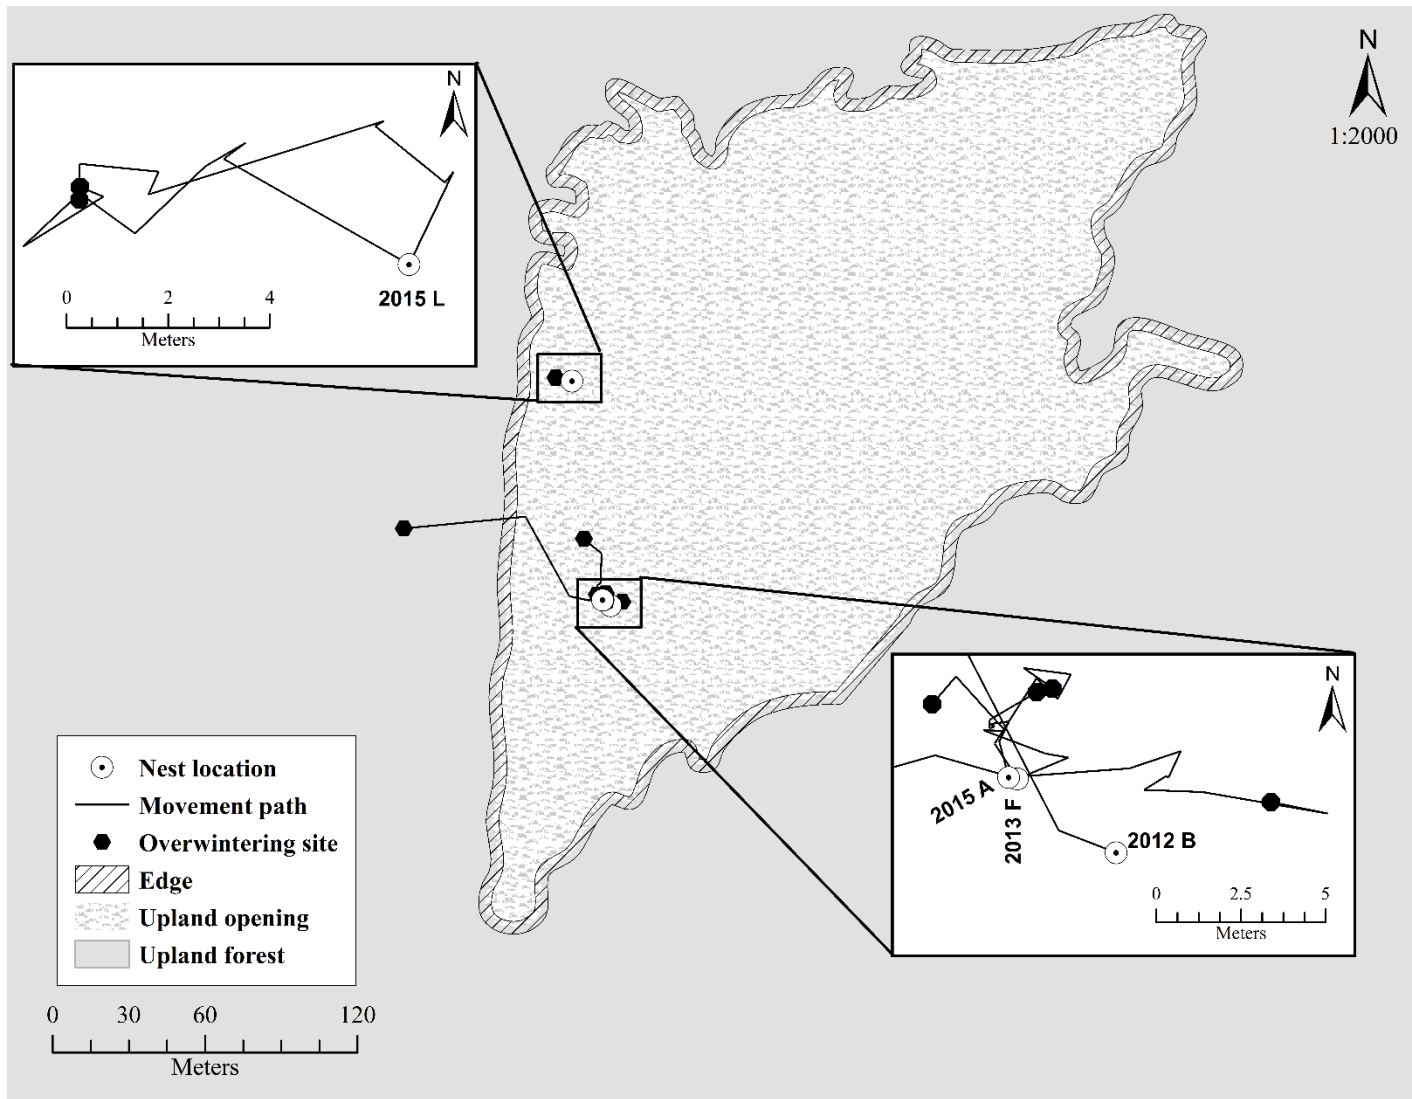 N
1:2000
N
2015 L
0 2 4
Meters
N
2015 A
2013 F
2012 B
0 2.5 5
Meters
Nest location
Movement path
Overwintering site
Edge
Upland opening
Upland forest
0 30 60 120
Meters